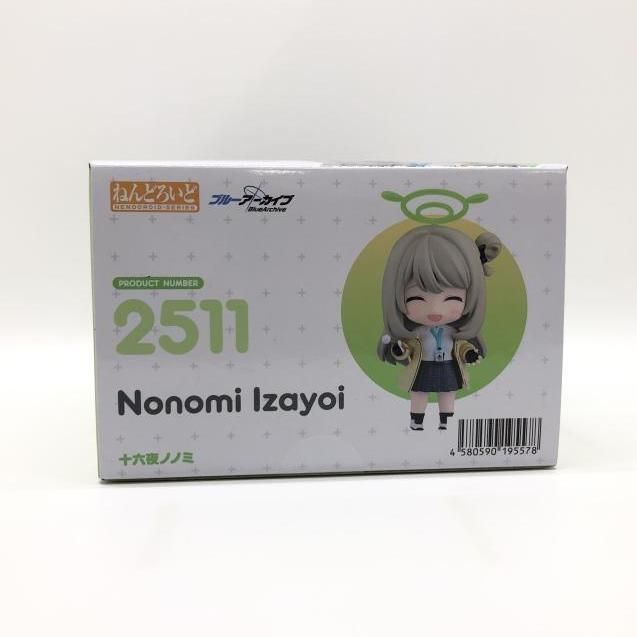 ねんどろいど
NENDOROID-SERIES
ブルーアーカイブ
BlueArchive
PRODUCT NUMBER
2511
Nonomi Izayoi
十六夜ノノミ
4 580590 195578